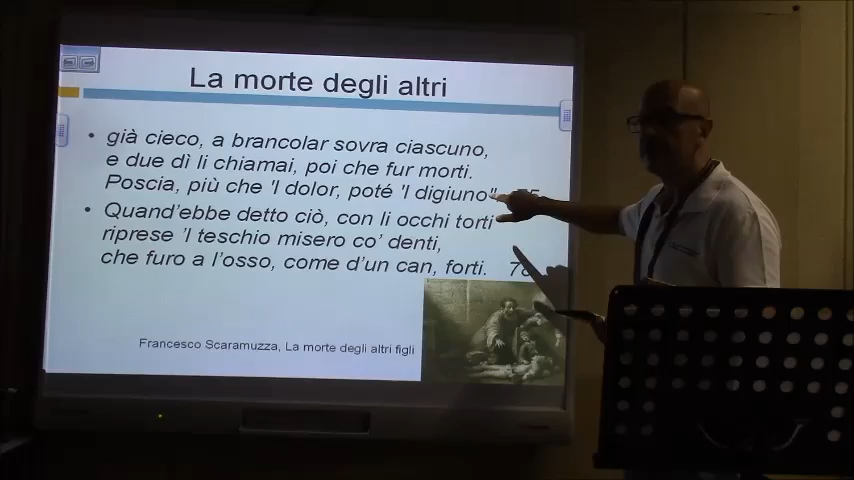 La morte degli altri
• già cieco, a brancolar sovra ciascuno,
e due dì li chiamai, poi che fur morti.
Poscia, più che 'l dolor, poté 'l digiuno" 75
• Quand'ebbe detto ciò, con li occhi torti
riprese 'l teschio misero co' denti,
che furo a l'osso, come d'un can, forti. 78
Francesco Scaramuzza, La morte degli altri figli